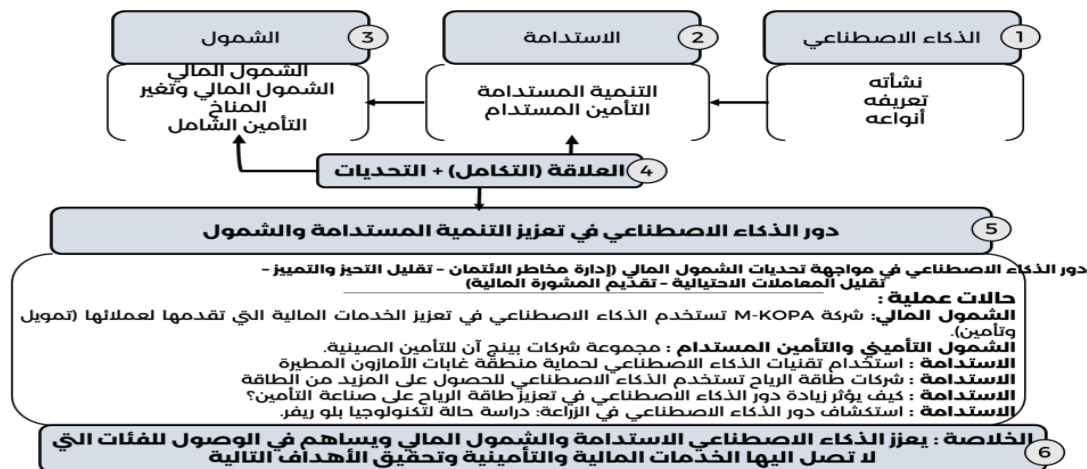 1 الذكاء الاصطناعي
نشأته
تعريفه
أنواعه
2 الاستدامة
التنمية المستدامة
التأمين المستدام
3 الشمول
الشمول المالي
الشمول المالي وتغير
المناخ
التأمين الشامل
4 العلاقة (التكامل) + التحديات
5 دور الذكاء الاصطناعي في تعزيز التنمية المستدامة والشمول
دور الذكاء الاصطناعي في مواجهة تحديات الشمول المالي (إدارة مخاطر الائتمان - تقليل التحيز والتمييز -
تقليل المعاملات الاحتيالية - تقديم المشورة المالية)
حالات عملية :
الشمول المالي: شركة M-KOPA تستخدم الذكاء الاصطناعي في تعزيز الخدمات المالية التي تقدمها لعملائها (تمويل
وتأمين).
الشمول التأميني والتأمين المستدام : مجموعة شركات بينج آن للتأمين الصينية.
الاستدامة : استخدام تقنيات الذكاء الاصطناعي لحماية منطقة غابات الأمازون المطيرة
الاستدامة : شركات طاقة الرياح تستخدم الذكاء الاصطناعي للحصول على المزيد من الطاقة
الاستدامة : كيف يؤثر زيادة دور الذكاء الاصطناعي في تعزيز طاقة الرياح على صناعة التأمين؟
الاستدامة : استكشاف دور الذكاء الاصطناعي في الزراعة: دراسة حالة لتكنولوجيا بلو ريفر.
6 الخلاصة : يعزز الذكاء الاصطناعي الاستدامة والشمول المالي ويساهم في الوصول للفئات التي
لا تصل اليها الخدمات المالية والتأمينية وتحقيق الأهداف التالية